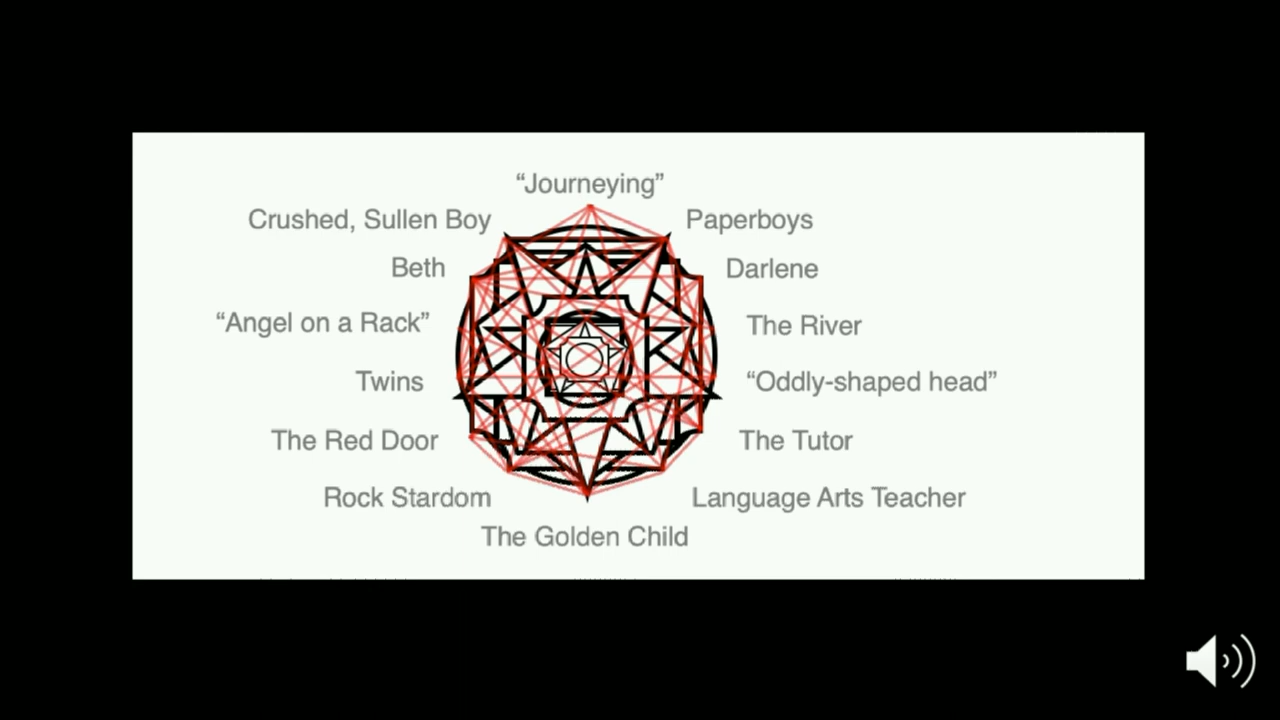 “Journeying”
Crushed, Sullen Boy
Paperboys
Beth
Darlene
“Angel on a Rack”
The River
Twins
“Oddly-shaped head”
The Red Door
The Tutor
Rock Stardom
Language Arts Teacher
The Golden Child